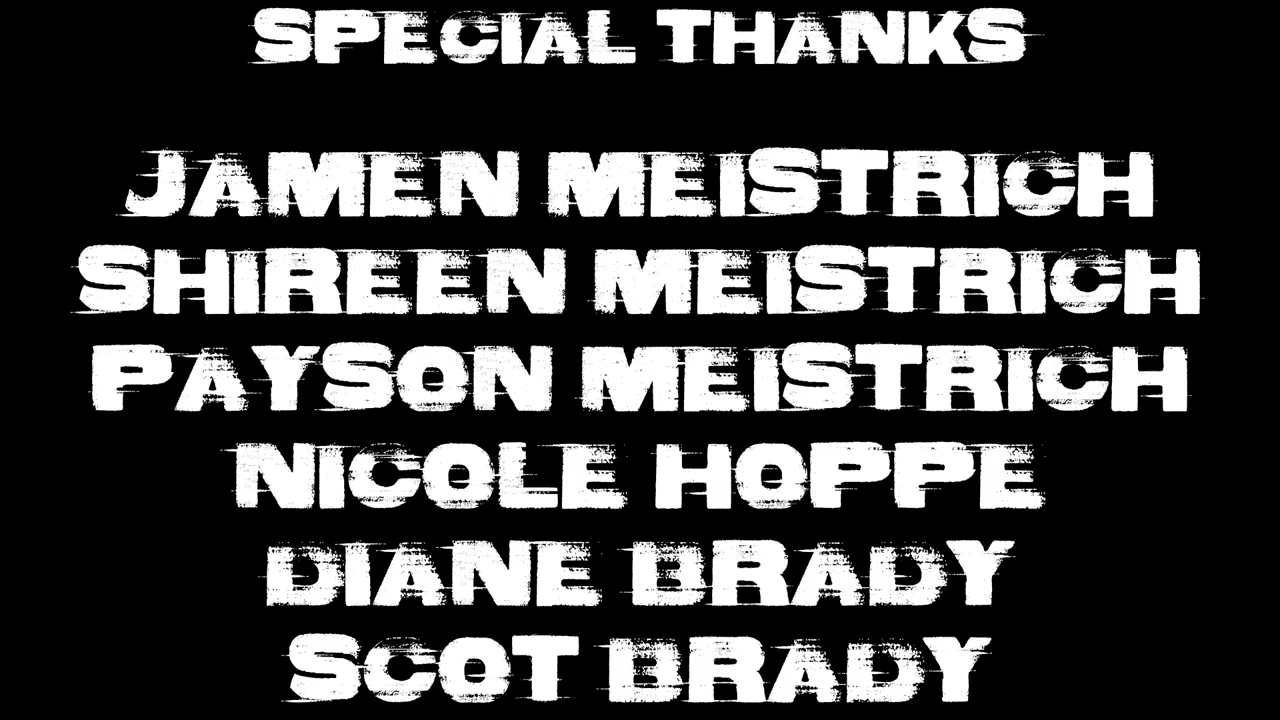 SPECIAL THANKS
JAMEN MEISTRICH
SHIREEN MEISTRICH
PAYSON MEISTRICH
NICOLE HOPPE
DIANE BRADY
SCOT BRADY